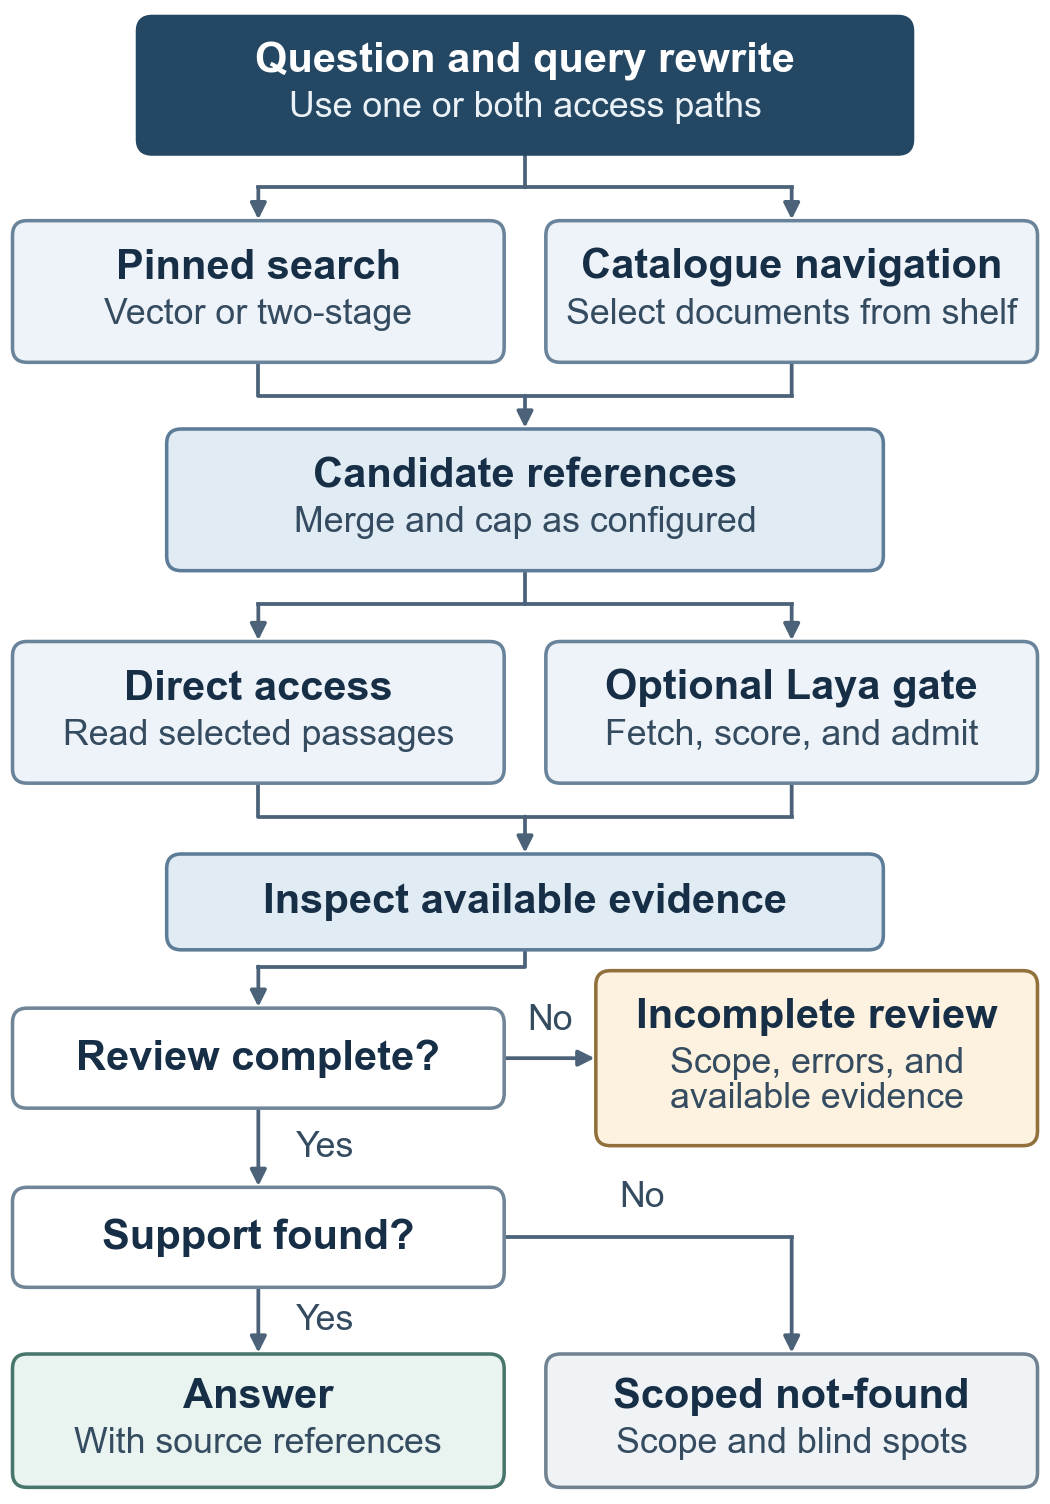 Question and query rewrite
Use one or both access paths
Pinned search
Vector or two-stage
Catalogue navigation
Select documents from shelf
Candidate references
Merge and cap as configured
Direct access
Read selected passages
Optional Laya gate
Fetch, score, and admit
Inspect available evidence
Review complete?
No
Incomplete review
Scope, errors, and
available evidence
Yes
Support found?
No
Yes
Answer
With source references
Scoped not-found
Scope and blind spots